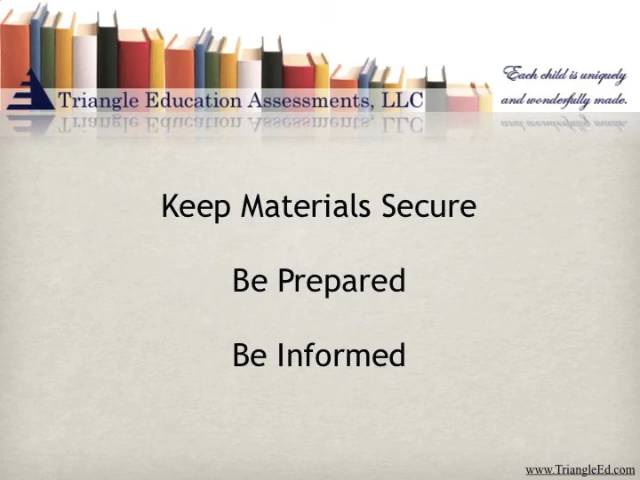 Each child is uniquely
and wonderfully made.
Triangle Education Assessments, LLC
Keep Materials Secure
Be Prepared
Be Informed
www.TriangleEd.com